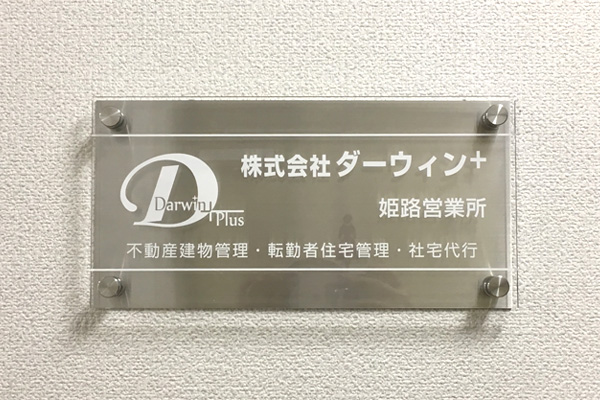 株式会社 ダーウィン+
Darwin
Plus
姫路営業所
不動産建物管理・転勤者住宅管理・社宅代行